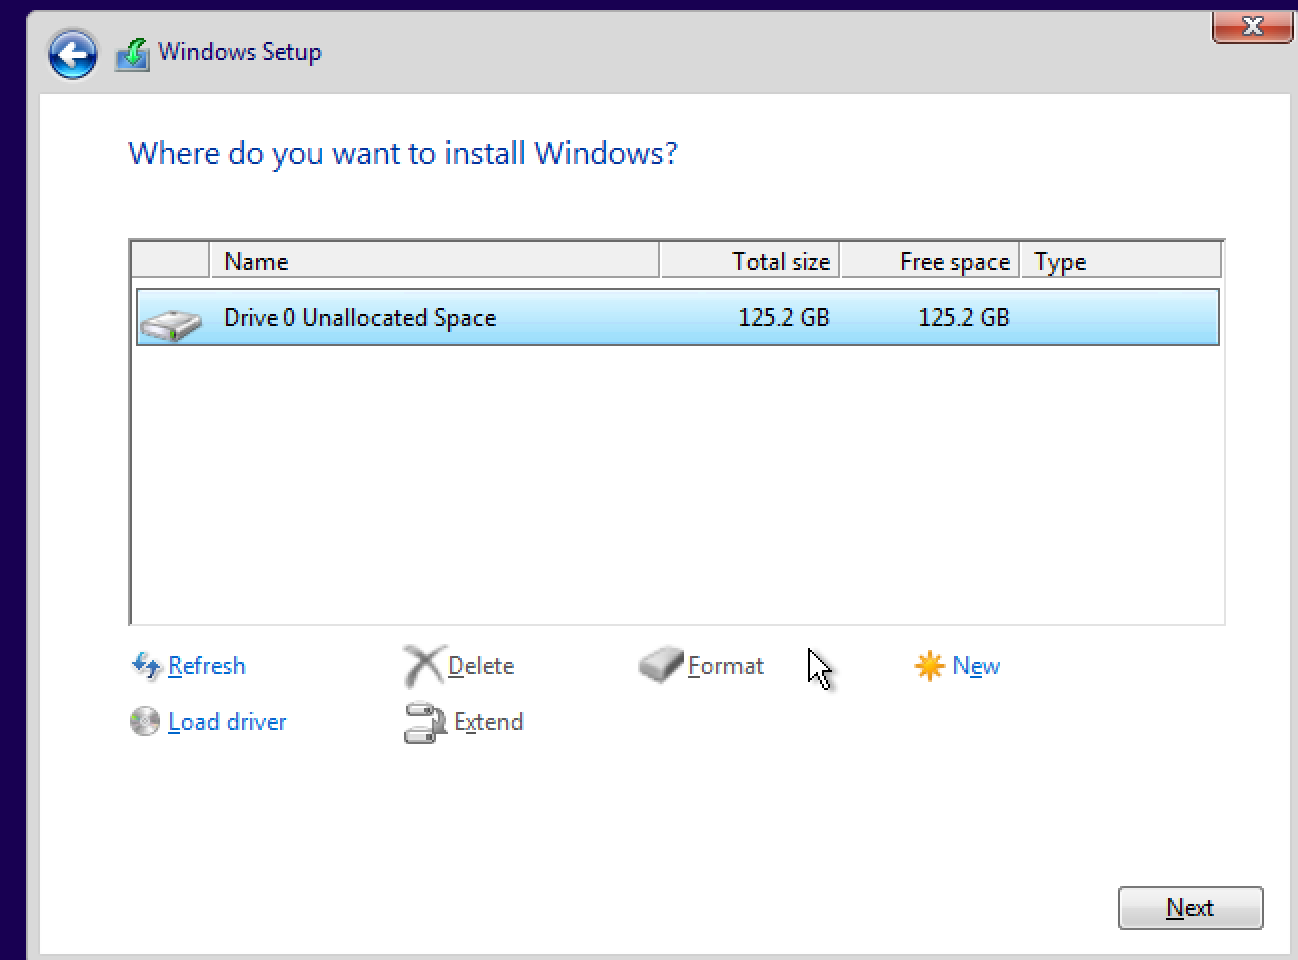 Windows Setup
Where do you want to install Windows?
Name Total size Free space Type
Drive 0 Unallocated Space 125.2 GB 125.2 GB
Refresh Delete Format New
Load driver Extend
Next